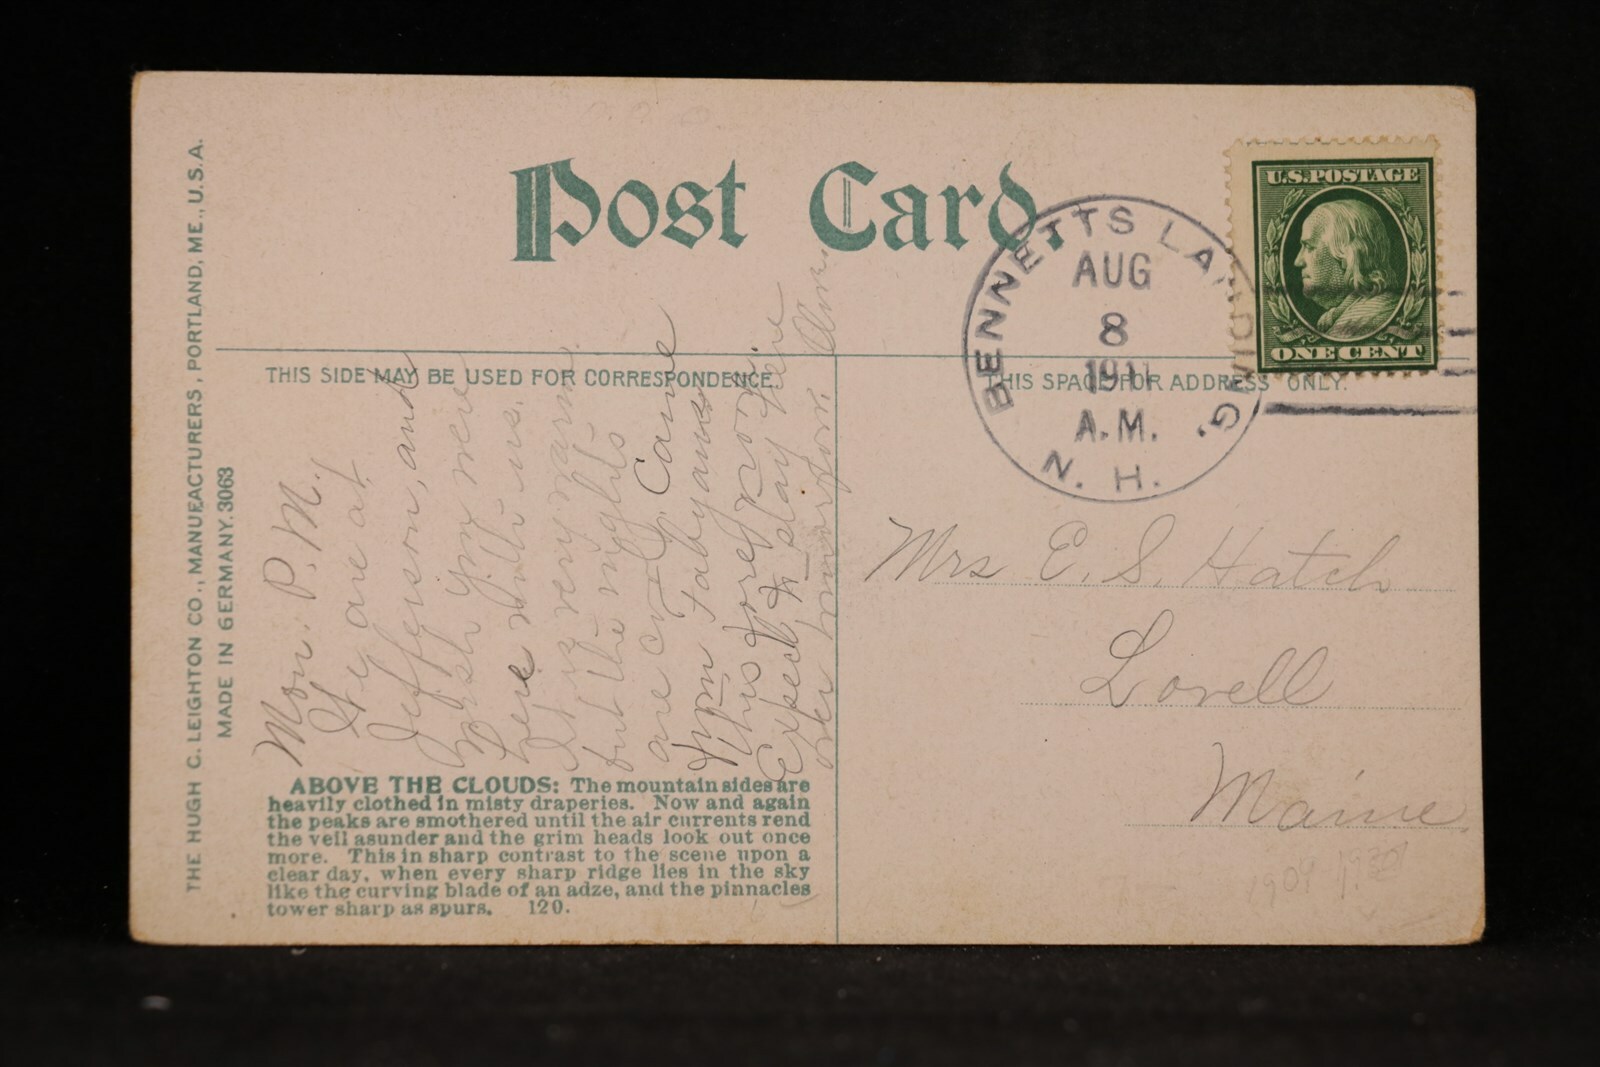 THE HUGH C. LEIGHTON CO., MANUFACTURERS, PORTLAND, ME., U.S.A.
MADE IN GERMANY. 3063
Post Card.
U.S. POSTAGE
ONE CENT
BENNETTS LANDING,
AUG
8
1911
A.M.
N. H.
THIS SIDE MAY BE USED FOR CORRESPONDENCE.
THIS SPACE FOR ADDRESS ONLY.
Mon. P. M.
We are at
Jefferson, and
wish you were
here with us.
It is very warm
but the nights
are cool. Came
from Fabyans
this forenoon.
Expect to stay here
over tomorrow.
Mrs E. S. Hatch
Lovell
Maine
1909
ABOVE THE CLOUDS: The mountain sides are
heavily clothed in misty draperies. Now and again
the peaks are smothered until the air currents rend
the veil asunder and the grim heads look out once
more. This in sharp contrast to the scene upon a
clear day, when every sharp ridge lies in the sky
like the curving blade of an adze, and the pinnacles
tower sharp as spurs. 120.